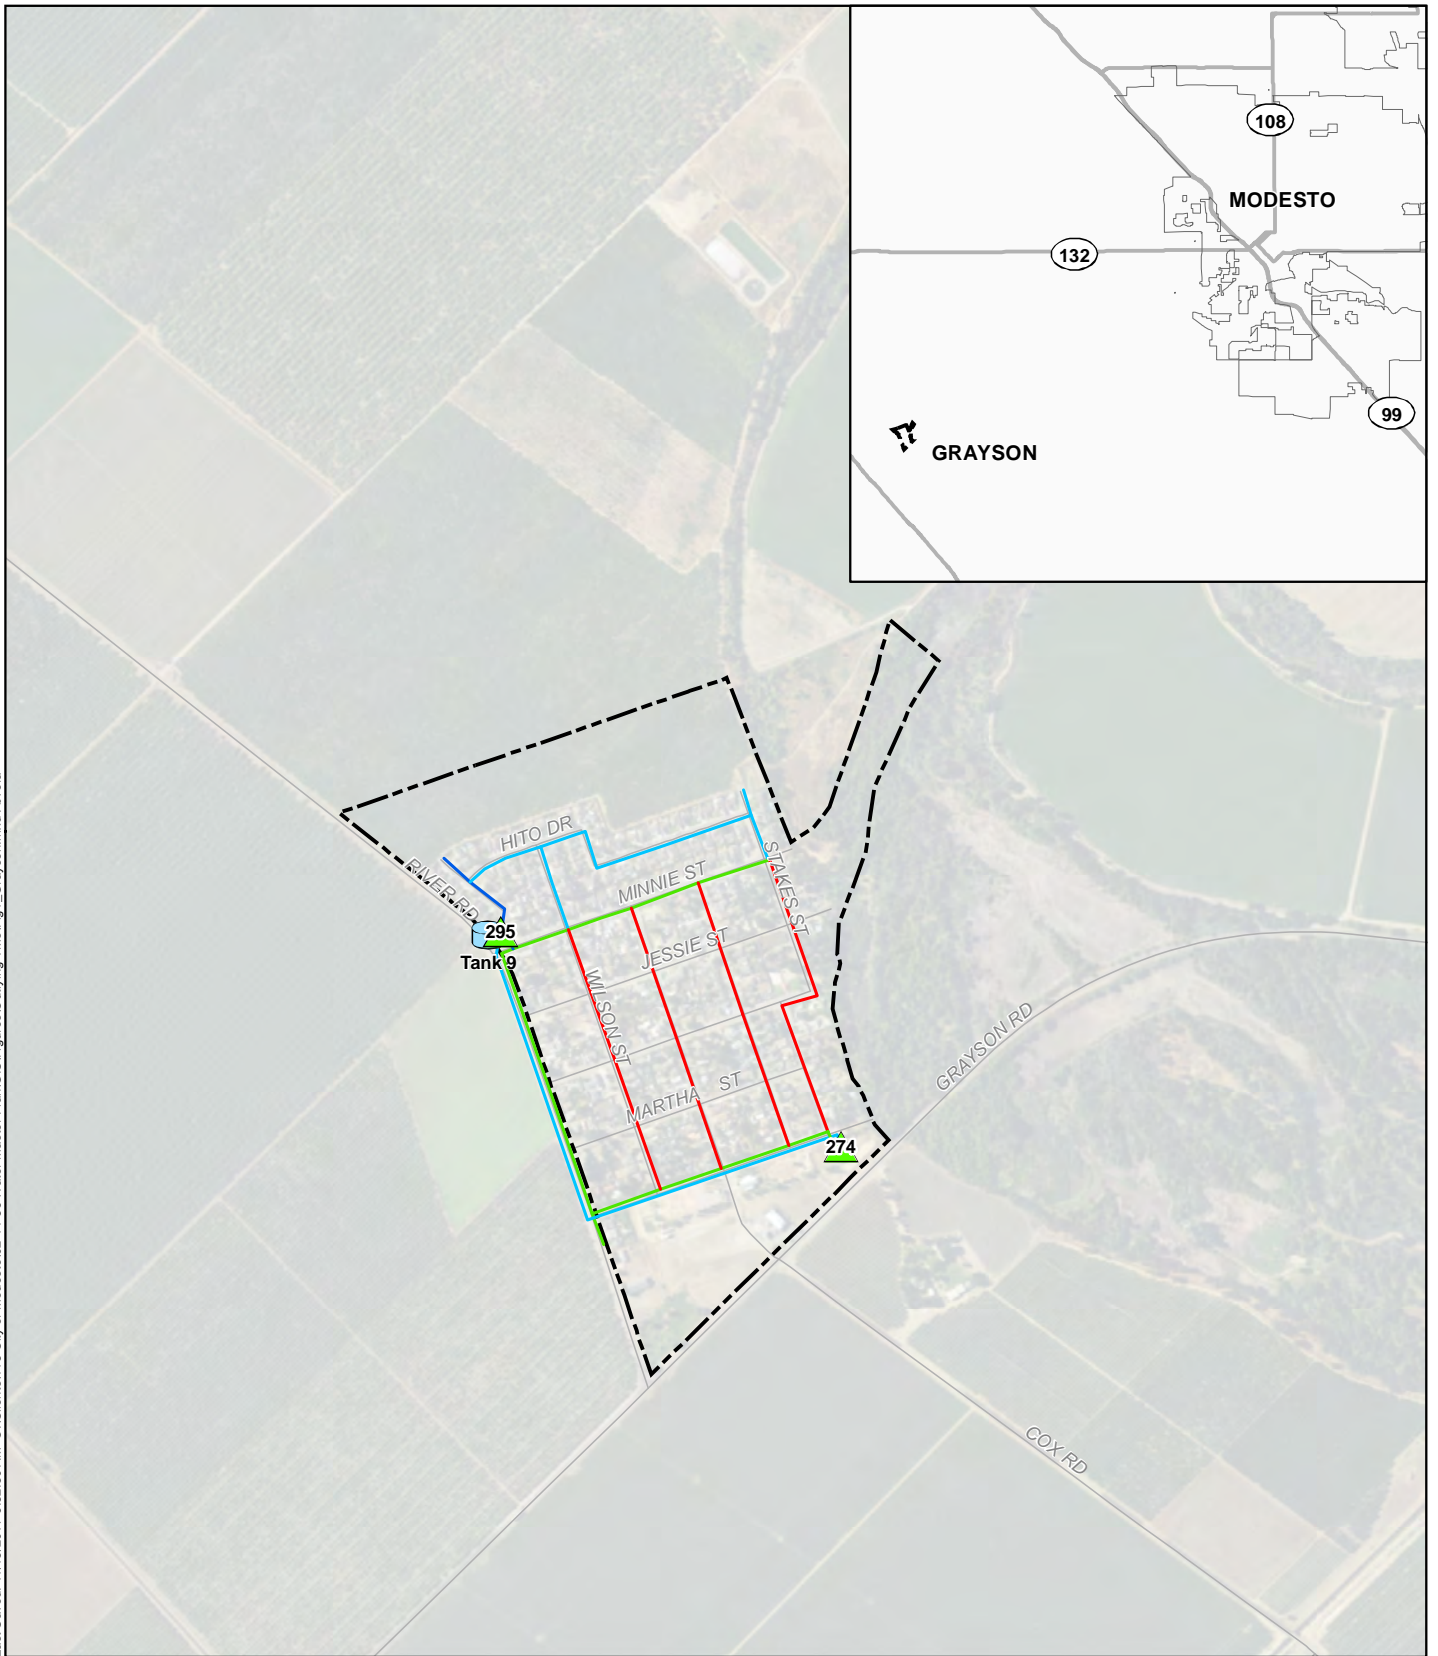 108
MODESTO
132
99
GRAYSON
HITO DR
RIVER RD
MINNIE ST
STAKES ST
295
Tank 9
JESSIE ST
WILSON ST
GRAYSON RD
MARTHA ST
274
COX RD